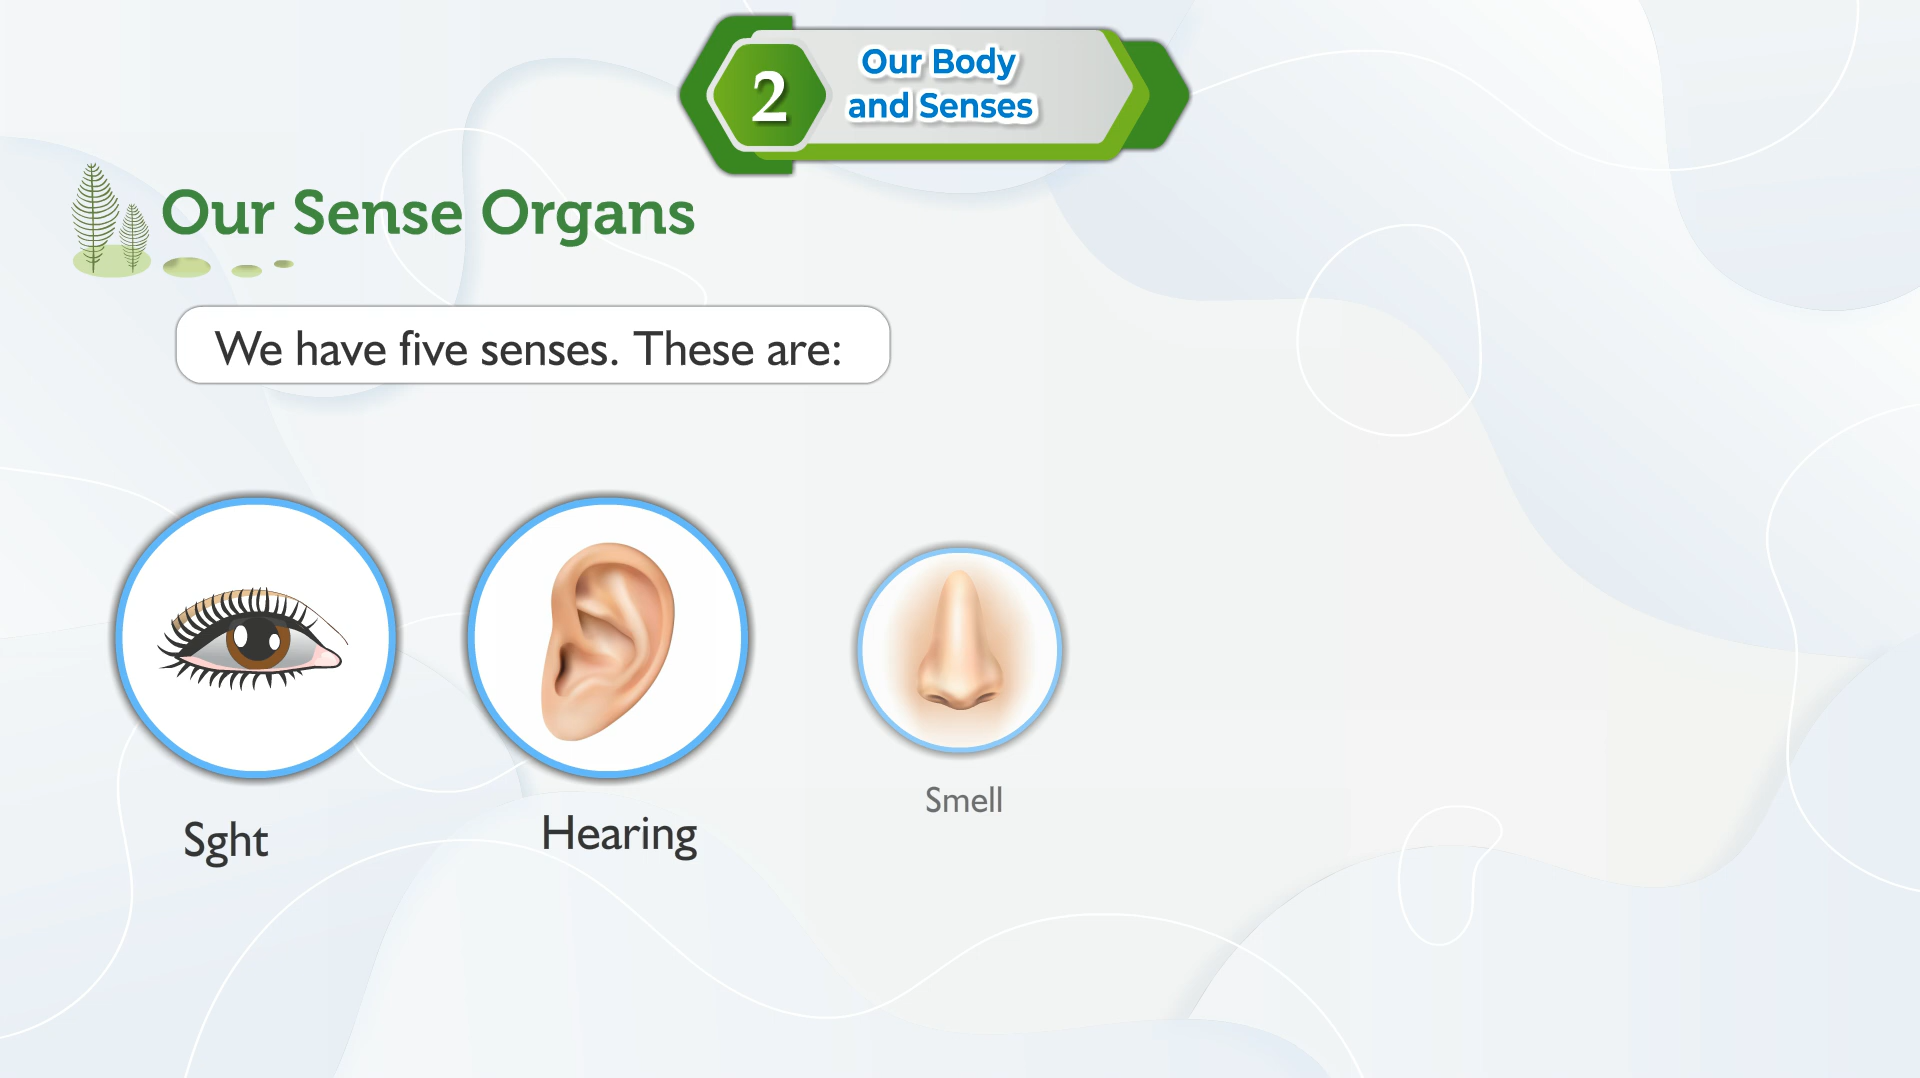 2
Our Body
and Senses
Our Sense Organs
We have five senses. These are:
Sght
Hearing
Smell